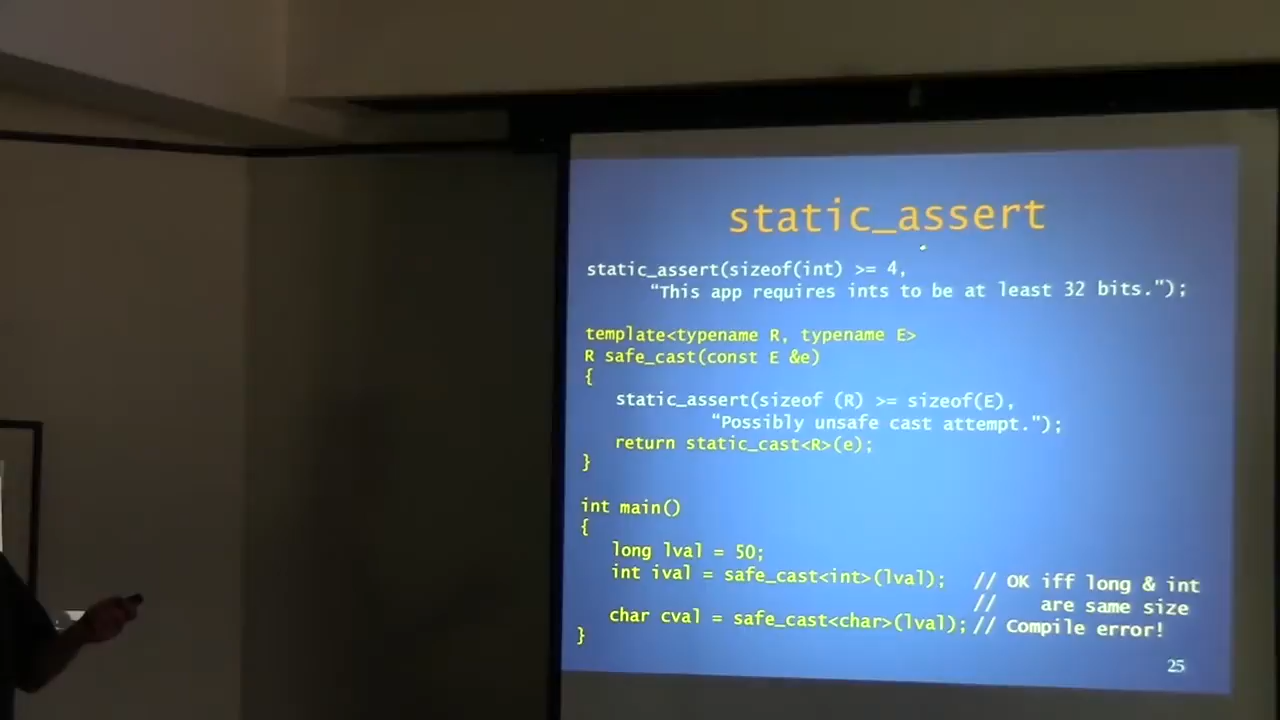 static_assert
static_assert(sizeof(int) >= 4,
"This app requires ints to be at least 32 bits.");
template<typename R, typename E>
R safe_cast(const E &e)
{
static_assert(sizeof (R) >= sizeof(E),
"Possibly unsafe cast attempt.");
return static_cast<R>(e);
}
int main()
{
long lval = 50;
int ival = safe_cast<int>(lval); // OK iff long & int
// are same size
char cval = safe_cast<char>(lval); // Compile error!
}
25